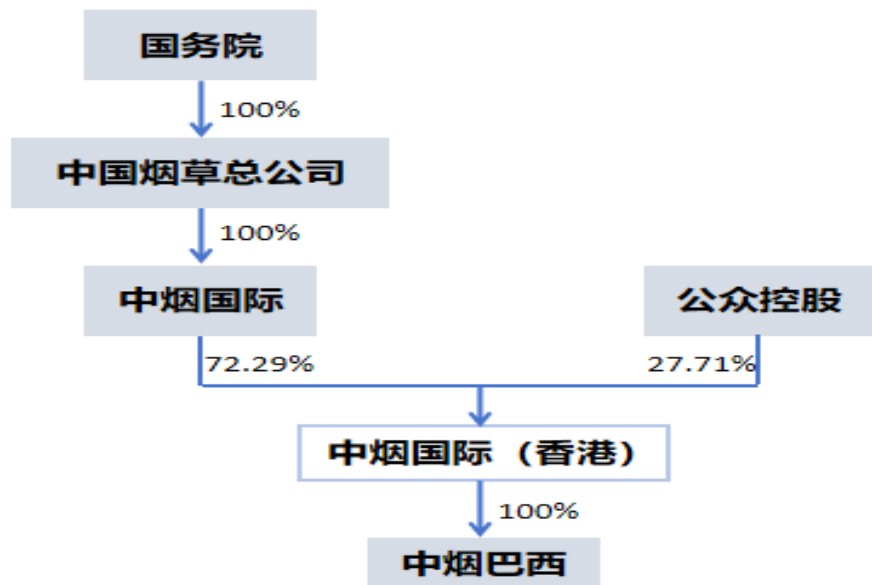 国务院
100%
中国烟草总公司
100%
中烟国际
公众控股
72.29%
27.71%
中烟国际（香港）
100%
中烟巴西